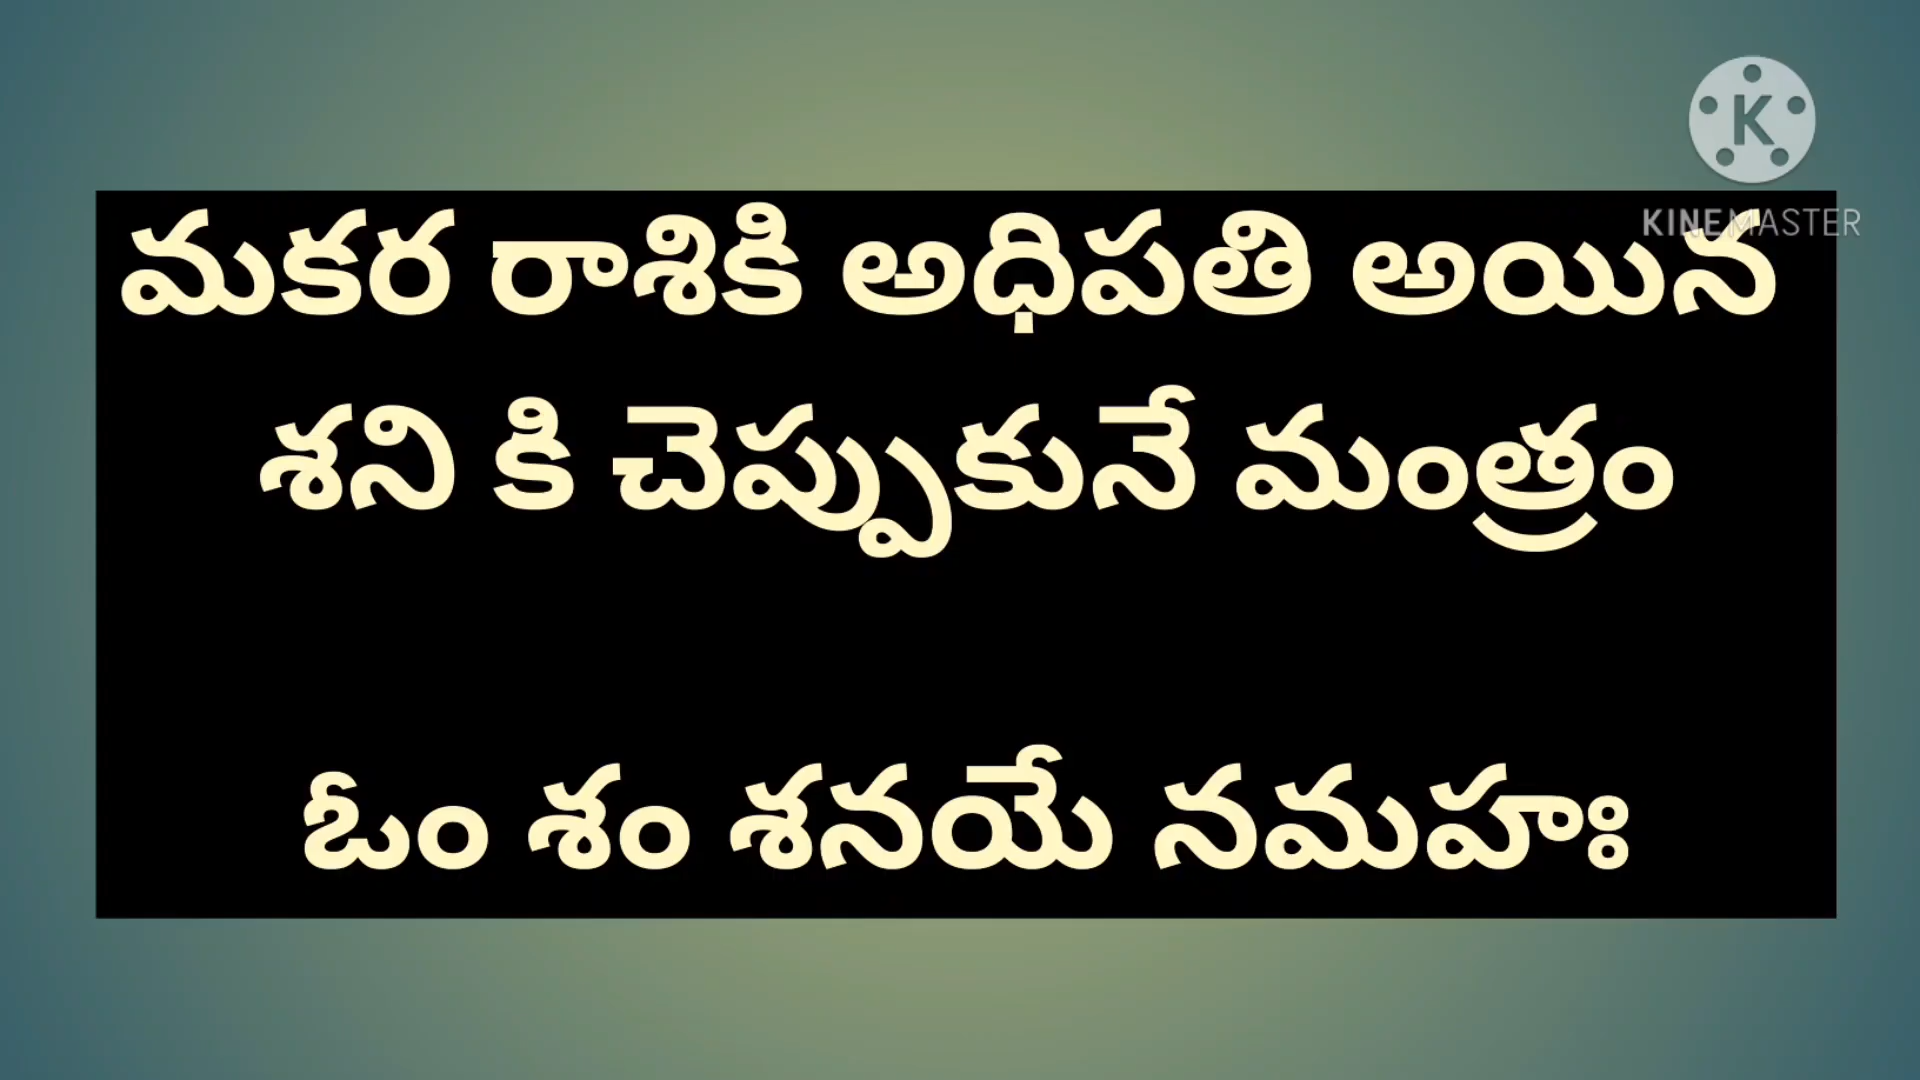 K
KINEMASTER
మకర రాశికి అధిపతి అయిన
శని కి చెప్పుకునే మంత్రం
ఓం శం శనయే నమహః